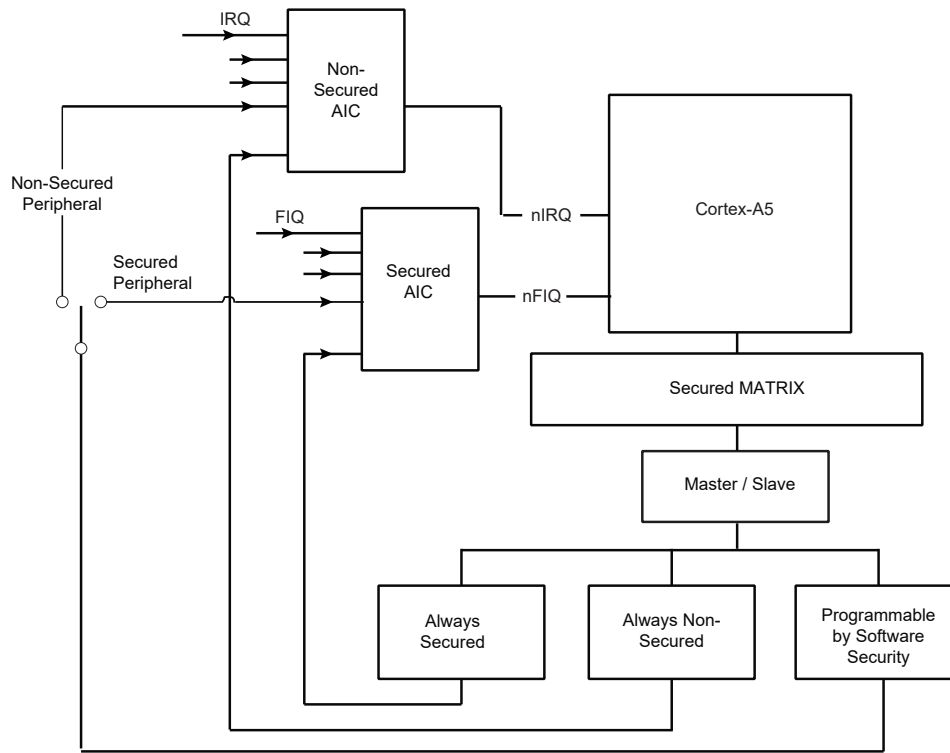 IRQ
Non-
Secured
AIC
Non-Secured
Peripheral
Cortex-A5
nIRQ
FIQ
Secured
Peripheral
Secured
AIC
nFIQ
Secured MATRIX
Master / Slave
Always
Secured
Always Non-
Secured
Programmable
by Software
Security